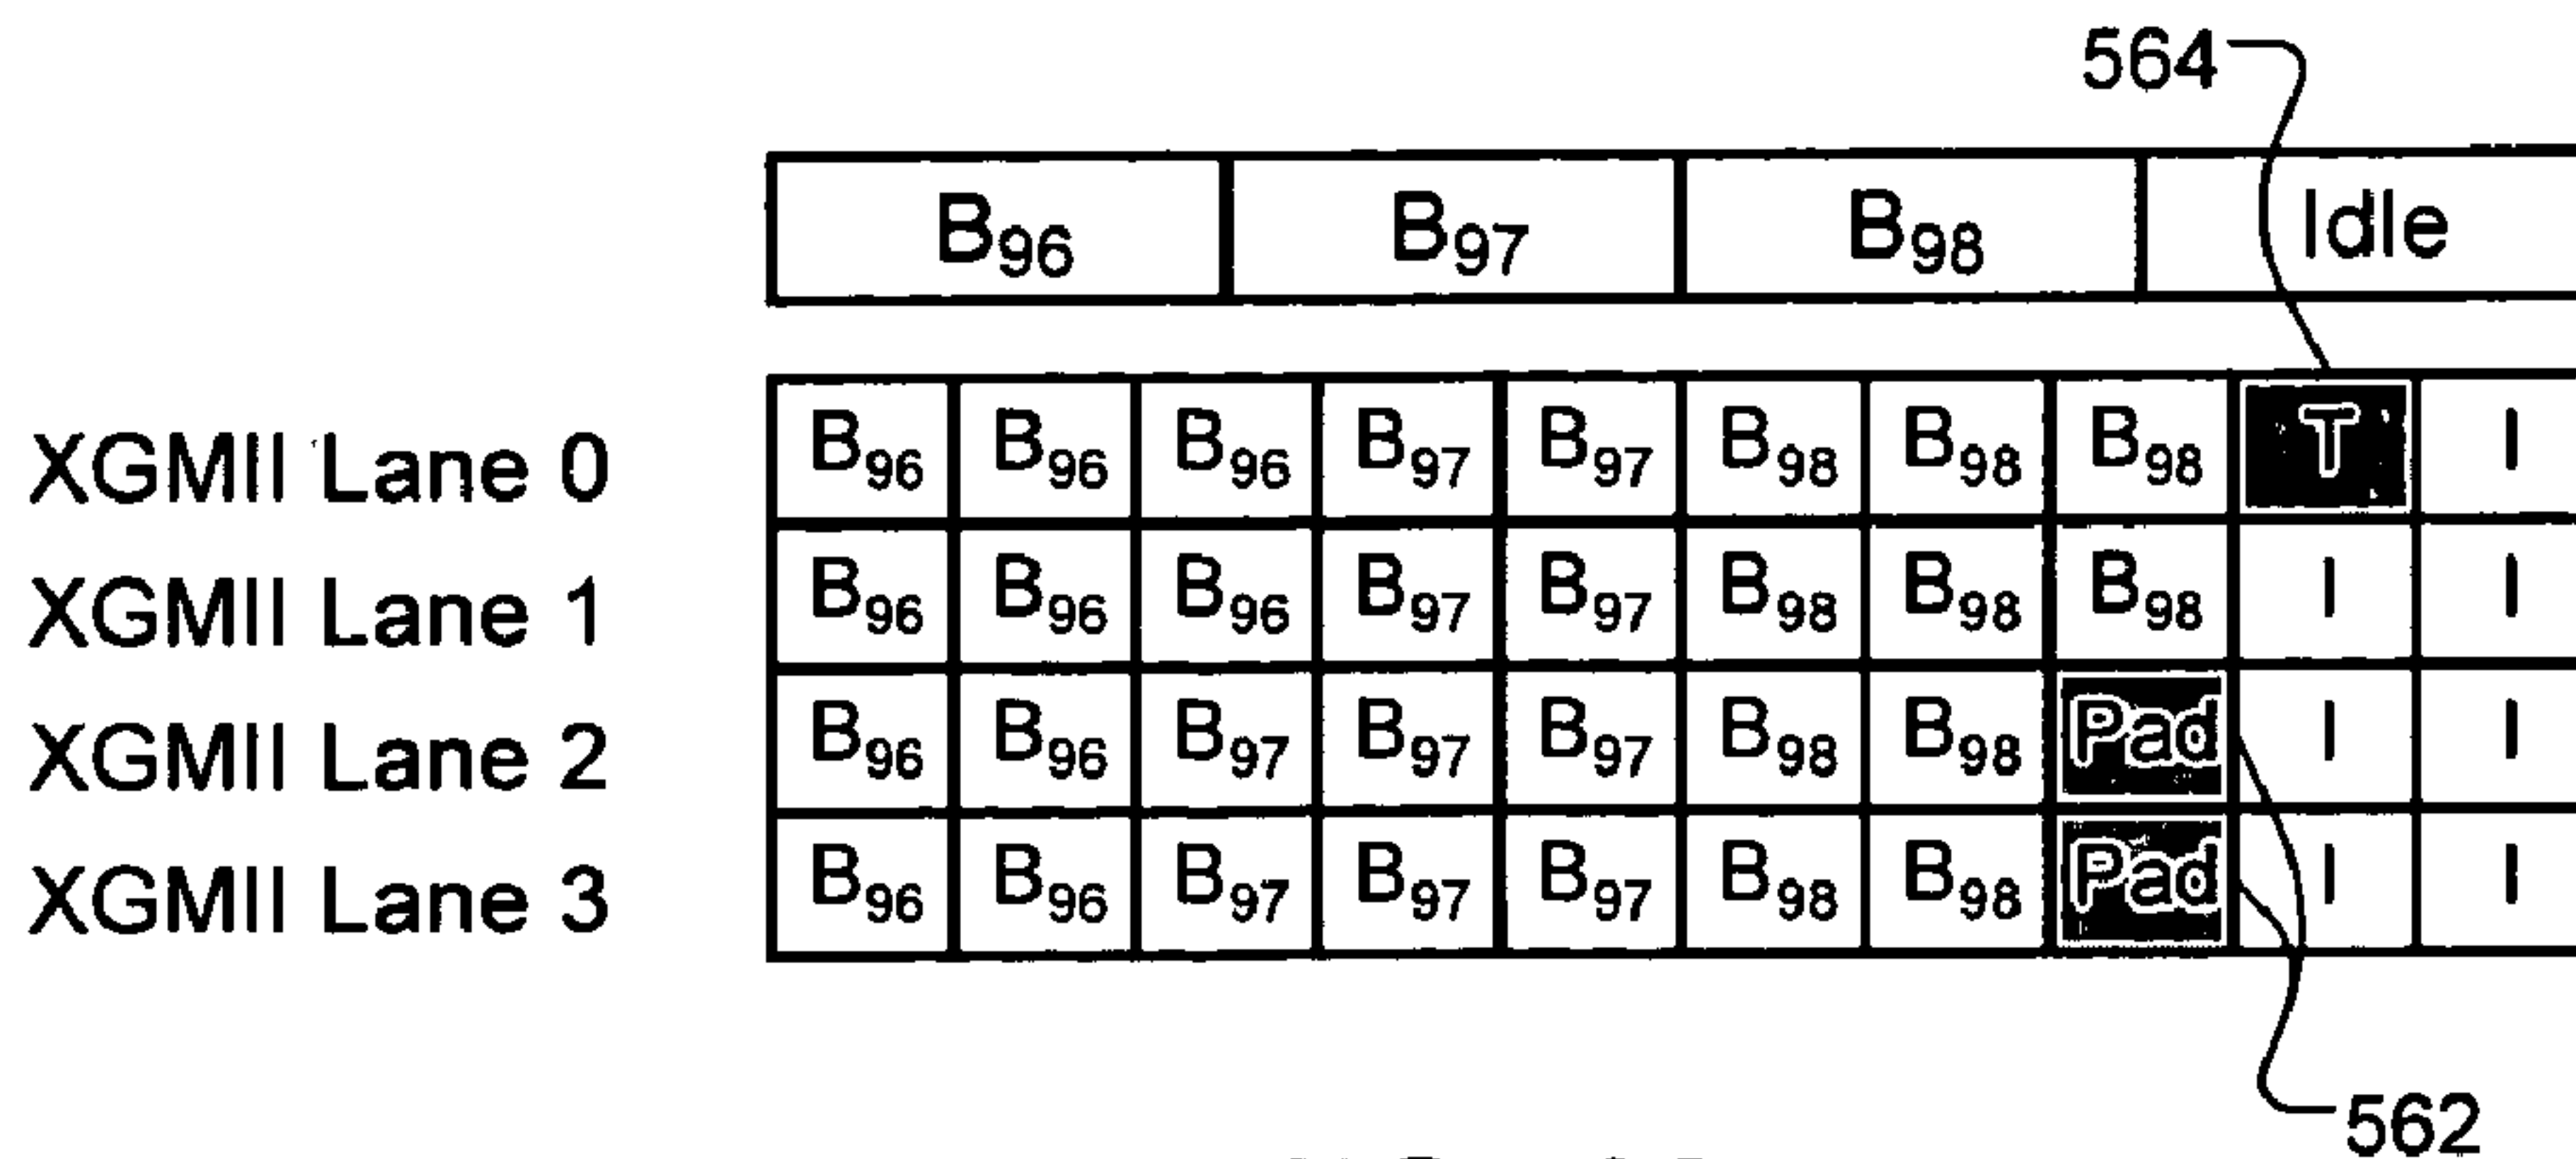 564
B96 B97 B98 Idle
XGMII Lane 0 B96 B96 B96 B97 B97 B98 B98 B98 T I
XGMII Lane 1 B96 B96 B96 B97 B97 B98 B98 B98 I I
XGMII Lane 2 B96 B96 B97 B97 B97 B98 B98 Pad I I
XGMII Lane 3 B96 B96 B97 B97 B97 B98 B98 Pad I I
562